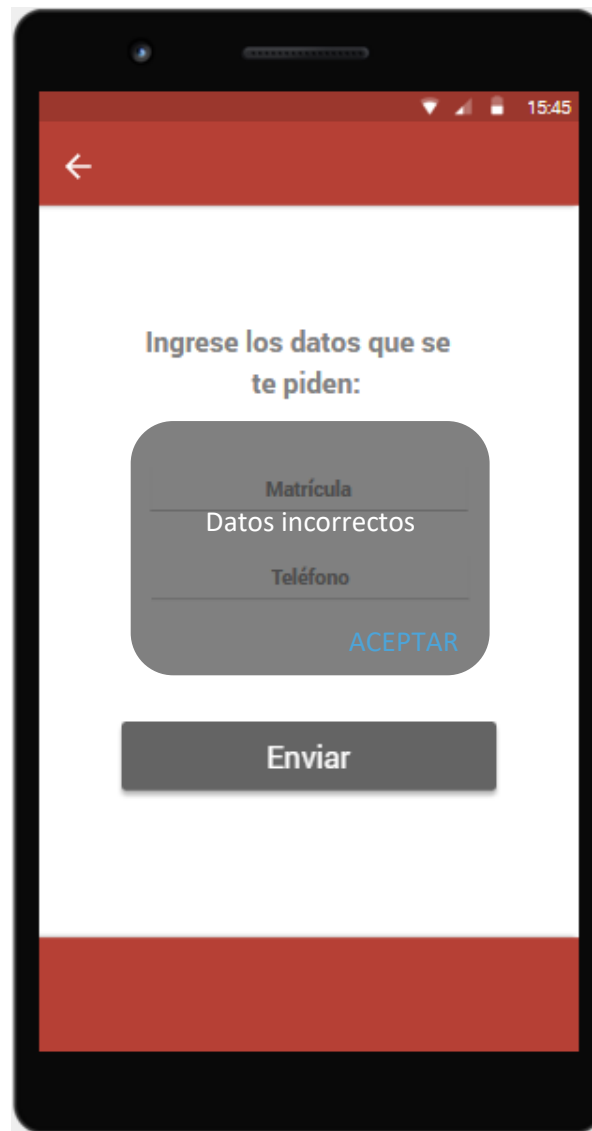 15:45
Ingrese los datos que se
te piden:
Matrícula
Datos incorrectos
Teléfono
ACEPTAR
Enviar